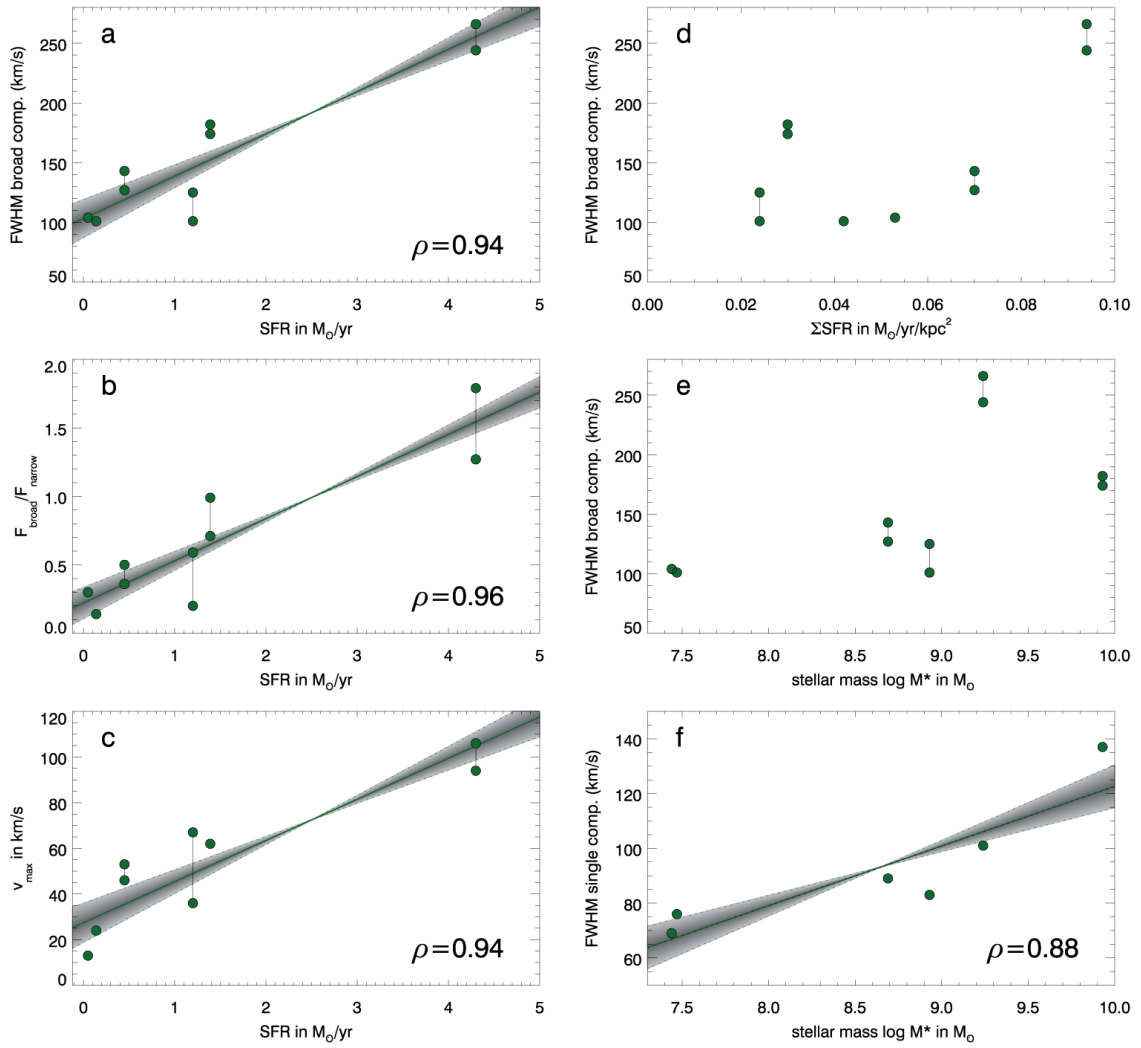 a
FWHM broad comp. (km/s)
250
200
150
100
50
0 1 2 3 4 5
SFR in M_O/yr
ρ=0.94
d
FWHM broad comp. (km/s)
250
200
150
100
50
0.00 0.02 0.04 0.06 0.08 0.10
ΣSFR in M_O/yr/kpc²
b
F_broad/F_narrow
2.0
1.5
1.0
0.5
0.0
0 1 2 3 4 5
SFR in M_O/yr
ρ=0.96
e
FWHM broad comp. (km/s)
250
200
150
100
50
7.5 8.0 8.5 9.0 9.5 10.0
stellar mass log M* in M_O
c
v_max in km/s
120
100
80
60
40
20
0
0 1 2 3 4 5
SFR in M_O/yr
ρ=0.94
f
FWHM single comp. (km/s)
140
120
100
80
60
7.5 8.0 8.5 9.0 9.5 10.0
stellar mass log M* in M_O
ρ=0.88